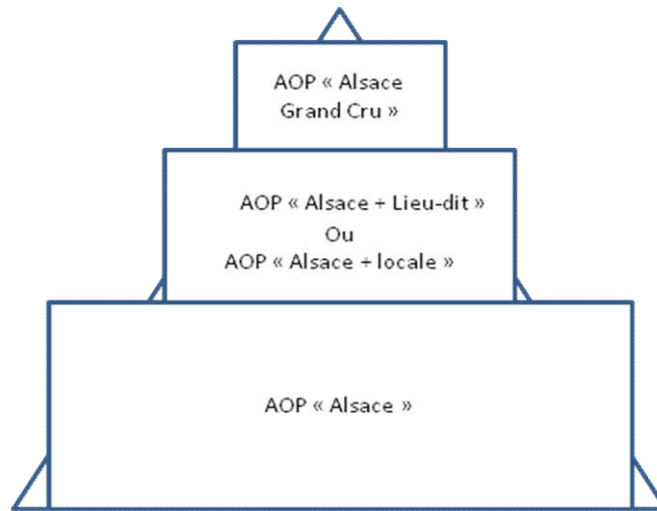 AOP « Alsace
Grand Cru »
AOP « Alsace + Lieu-dit »
Ou
AOP « Alsace + locale »
AOP « Alsace »